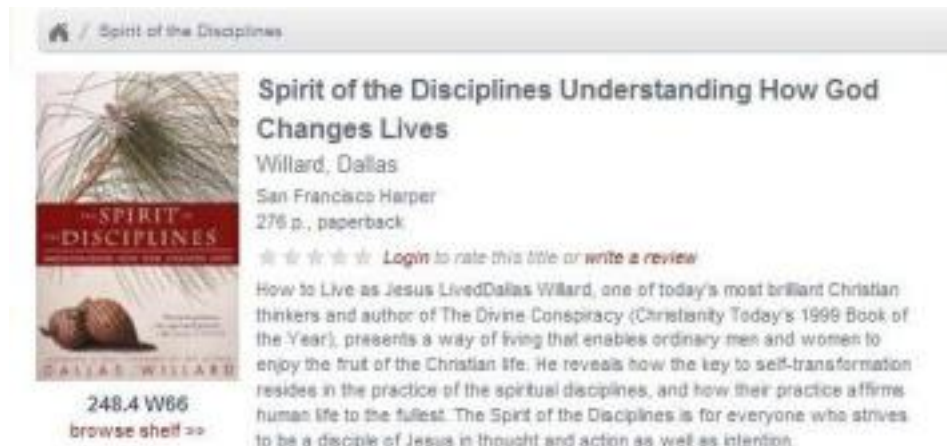 / Spirit of the Disciplines
Spirit of the Disciplines Understanding How God
Changes Lives
Willard, Dallas
San Francisco Harper
276 p., paperback
Login to rate this title or write a review
How to Live as Jesus LivedDallas Willard, one of today's most brilliant Christian
thinkers and author of The Divine Conspiracy (Christianity Today's 1999 Book of
the Year), presents a way of living that enables ordinary men and women to
enjoy the fruit of the Christian life. He reveals how the key to self-transformation
resides in the practice of the spiritual disciplines, and how their practice affirms
human life to the fullest. The Spirit of the Disciplines is for everyone who strives
to be a disciple of Jesus in thought and action as well as intention.
THE SPIRIT OF
THE DISCIPLINES
DALLAS WILLARD
248.4 W66
browse shelf >>